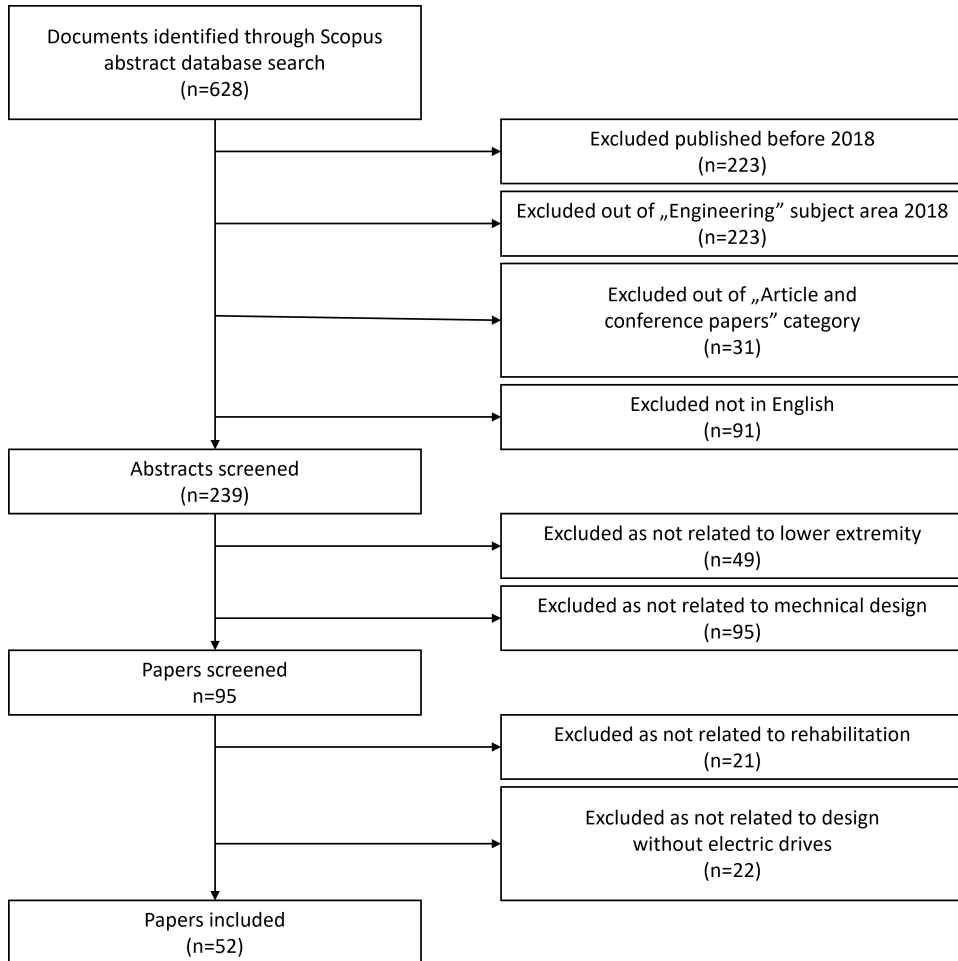 Documents identified through Scopus
abstract database search
(n=628)
Excluded published before 2018
(n=223)
Excluded out of „Engineering” subject area 2018
(n=223)
Excluded out of „Article and
conference papers” category
(n=31)
Excluded not in English
(n=91)
Abstracts screened
(n=239)
Excluded as not related to lower extremity
(n=49)
Excluded as not related to mechnical design
(n=95)
Papers screened
n=95
Excluded as not related to rehabilitation
(n=21)
Excluded as not related to design
without electric drives
(n=22)
Papers included
(n=52)